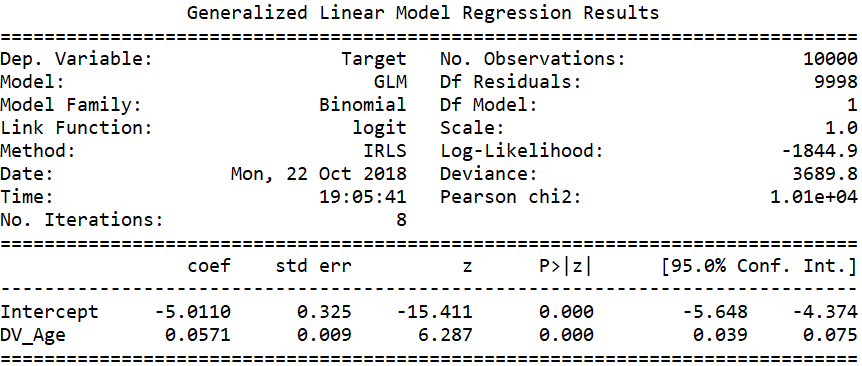 Generalized Linear Model Regression Results
==============================================================================
Dep. Variable: Target No. Observations: 10000
Model: GLM Df Residuals: 9998
Model Family: Binomial Df Model: 1
Link Function: logit Scale: 1.0
Method: IRLS Log-Likelihood: -1844.9
Date: Mon, 22 Oct 2018 Deviance: 3689.8
Time: 19:05:41 Pearson chi2: 1.01e+04
No. Iterations: 8
==============================================================================
coef std err z P>|z| [95.0% Conf. Int.]
------------------------------------------------------------------------------
Intercept -5.0110 0.325 -15.411 0.000 -5.648 -4.374
DV_Age 0.0571 0.009 6.287 0.000 0.039 0.075
==============================================================================